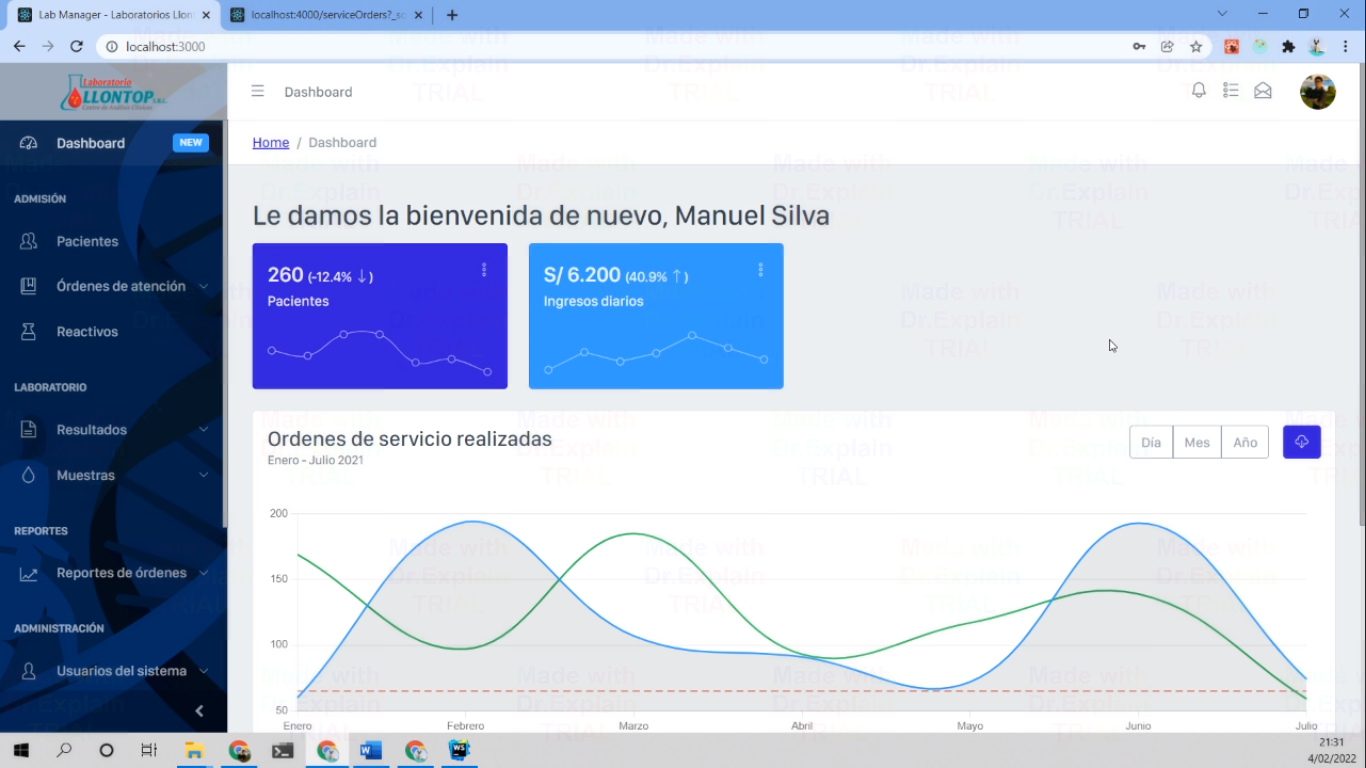 Lab Manager - Laboratorios Llon
localhost:4000/serviceOrders?_so
localhost:3000
Laboratorio
LLONTOP S.R.L.
Centro de Análisis Clínicos
Dashboard
Home / Dashboard
Dashboard NEW
ADMISIÓN
Pacientes
Órdenes de atención
Reactivos
LABORATORIO
Resultados
Muestras
REPORTES
Reportes de órdenes
ADMINISTRACIÓN
Usuarios del sistema
Le damos la bienvenida de nuevo, Manuel Silva
260 (-12.4% ↓)
Pacientes
S/ 6.200 (40.9% ↑)
Ingresos diarios
Ordenes de servicio realizadas
Enero - Julio 2021
Día Mes Año
200
150
100
50
Enero Febrero Marzo Abril Mayo Junio Julio
Made with
Dr.Explain
TRIAL
21:31
4/02/2022